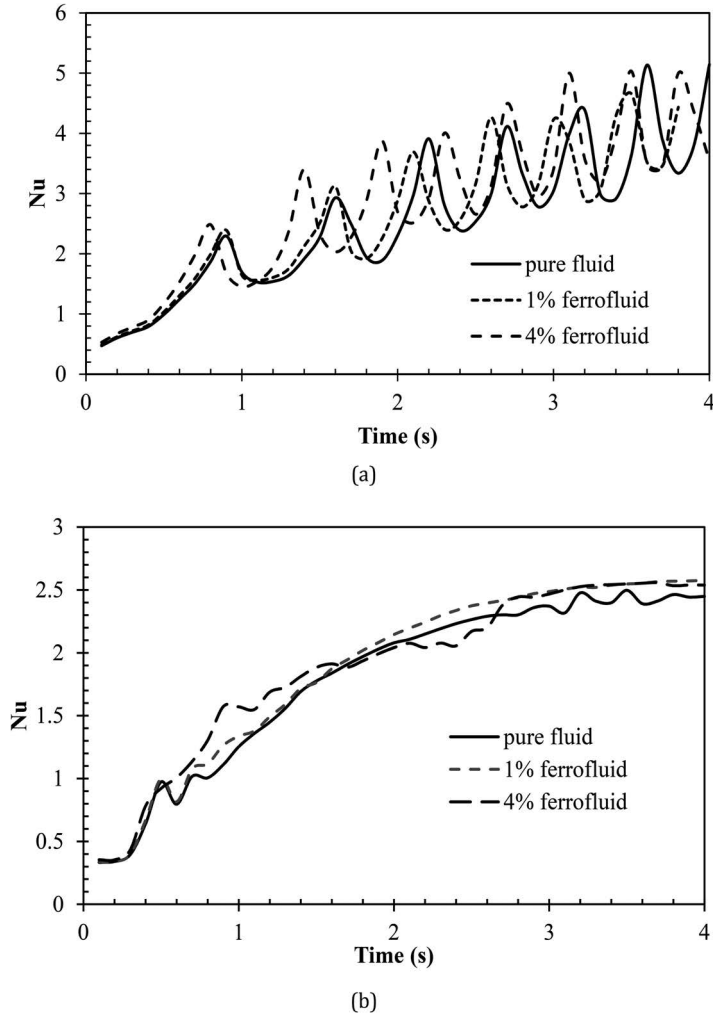 6
5
4
3
2
1
0
Nu
pure fluid
1% ferrofluid
4% ferrofluid
0 1 2 3 4
Time (s)
(a)
3
2.5
2
1.5
1
0.5
0
Nu
pure fluid
1% ferrofluid
4% ferrofluid
0 1 2 3 4
Time (s)
(b)